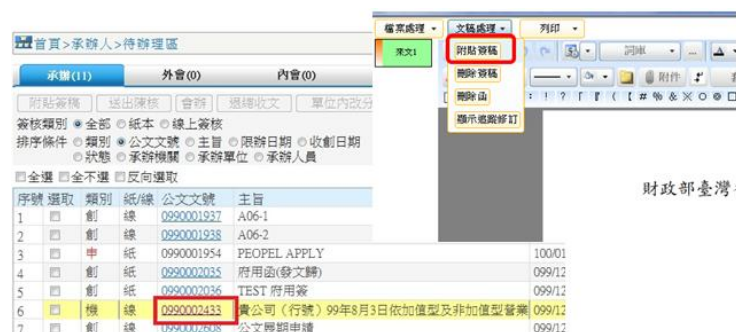 首頁>承辦人>待辦理區
承辦(11) 外會(0) 內會(0)
附貼簽稿 送出陳核 會辦 退總收文 單位內改分
簽核類別 全部 紙本 線上簽核
排序條件 類別 公文文號 主旨 限辦日期 收創日期
狀態 承辦機關 承辦單位 承辦人員
全選 全不選 反向選取
序號 選取 類別 紙/線 公文文號 主旨
1 創 線 0990001937 A06-1
2 創 線 0990001938 A06-2
3 申 紙 0990001954 PEOPEL APPLY 100/01
4 創 紙 0990002035 府用函(發文歸) 099/12
5 創 紙 0990002036 TEST 府用簽 099/12
6 機 線 0990002433 貴公司（行號）99年8月3日依加值型及非加值型營業 099/12
7 創 線 0990002608 公文展期申請 099/12
檔案處理 文稿處理 列印
來文1
附貼簽稿
刪除簽稿
刪除函
顯示追蹤修訂
詞庫 ... A
附件
: ! ? 「 『 ( [ # % & ×
財政部臺灣